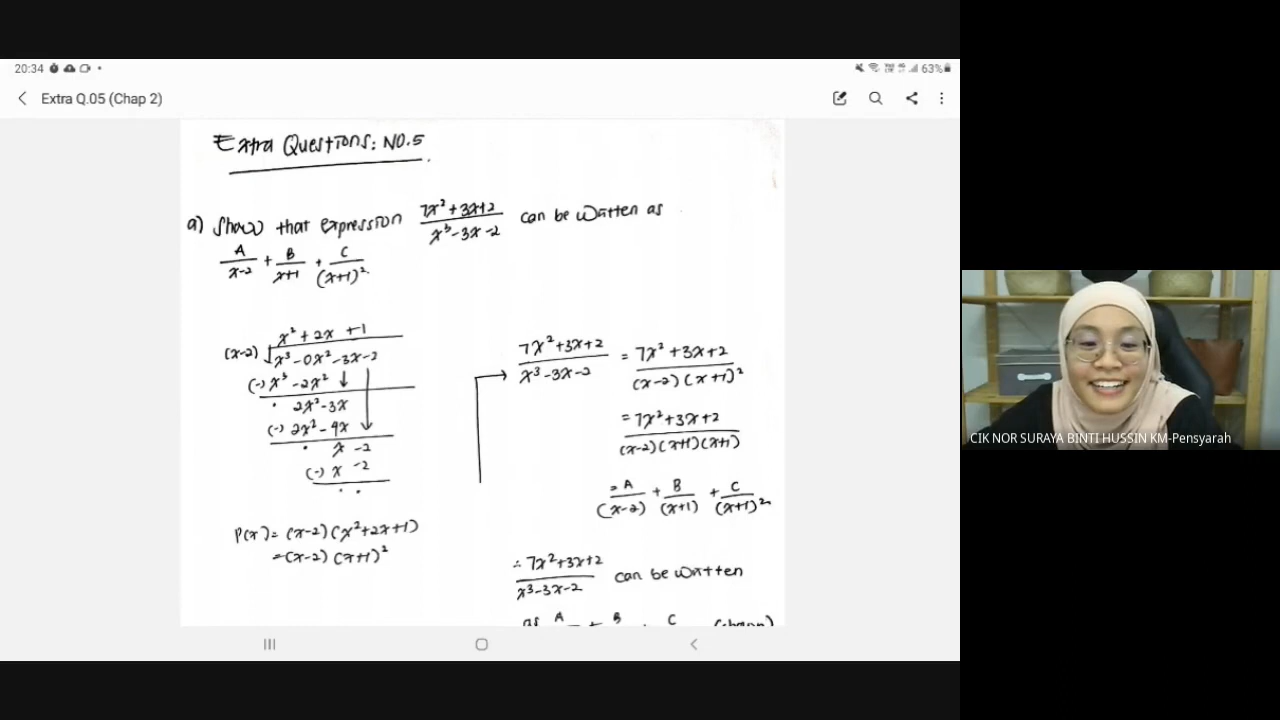 20:34
63%
Extra Q.05 (Chap 2)
Extra Questions: NO.5
a) Show that expression 7x²+3x+2 / x³-3x-2 can be written as
A/x-2 + B/x+1 + C/(x+1)².
x² + 2x + 1
(x-2) √x³ - 0x² - 3x - 2
(-) x³ - 2x² ↓
2x² - 3x
(-) 2x² - 4x ↓
x - 2
(-) x - 2
P(x) = (x-2)(x²+2x+1)
= (x-2)(x+1)²
7x²+3x+2 / x³-3x-2 = 7x²+3x+2 / (x-2)(x+1)²
= 7x²+3x+2 / (x-2)(x+1)(x+1)
= A/(x-2) + B/(x+1) + C/(x+1)²
∴ 7x²+3x+2 / x³-3x-2 can be written
as A + B + C (shown)
CIK NOR SURAYA BINTI HUSSIN KM-Pensyarah